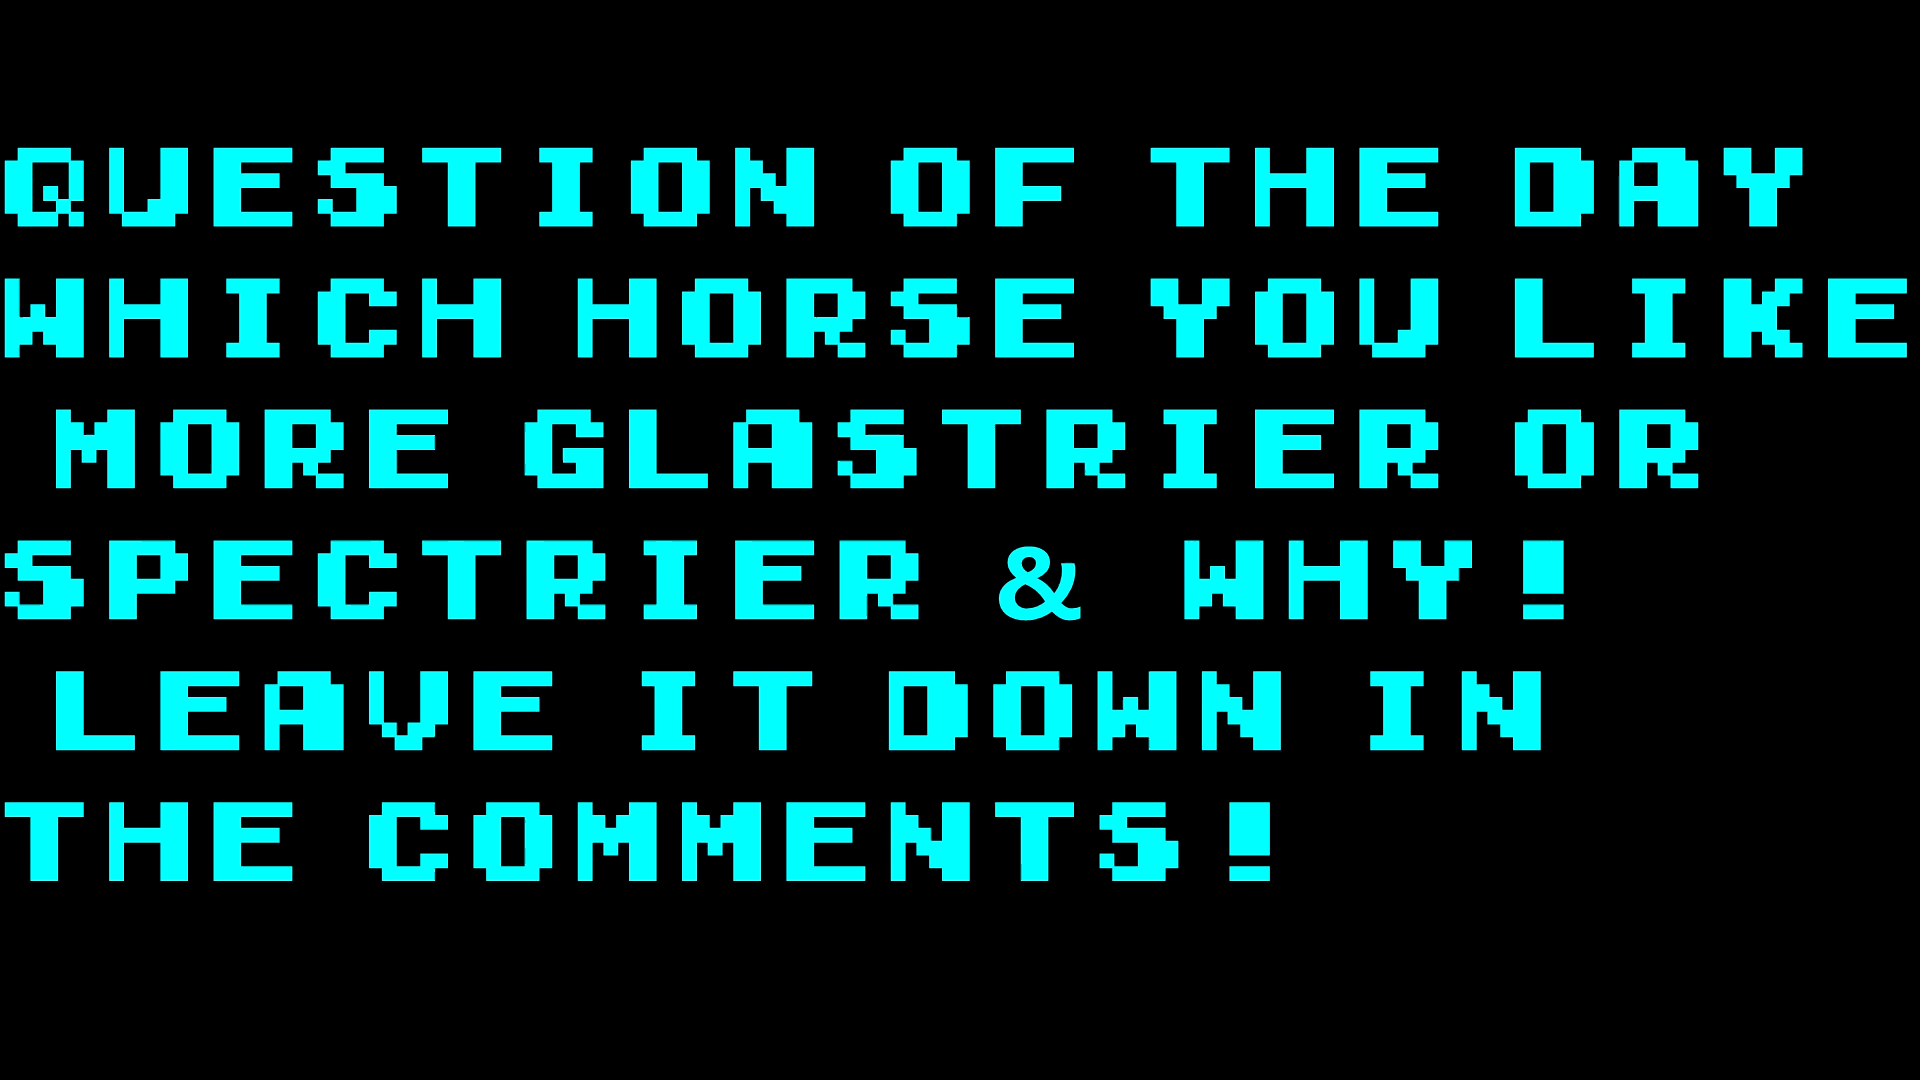 QUESTION OF THE DAY
WHICH HORSE YOU LIKE
MORE GLASTRIER OR
SPECTRIER & WHY!
LEAVE IT DOWN IN
THE COMMENTS!